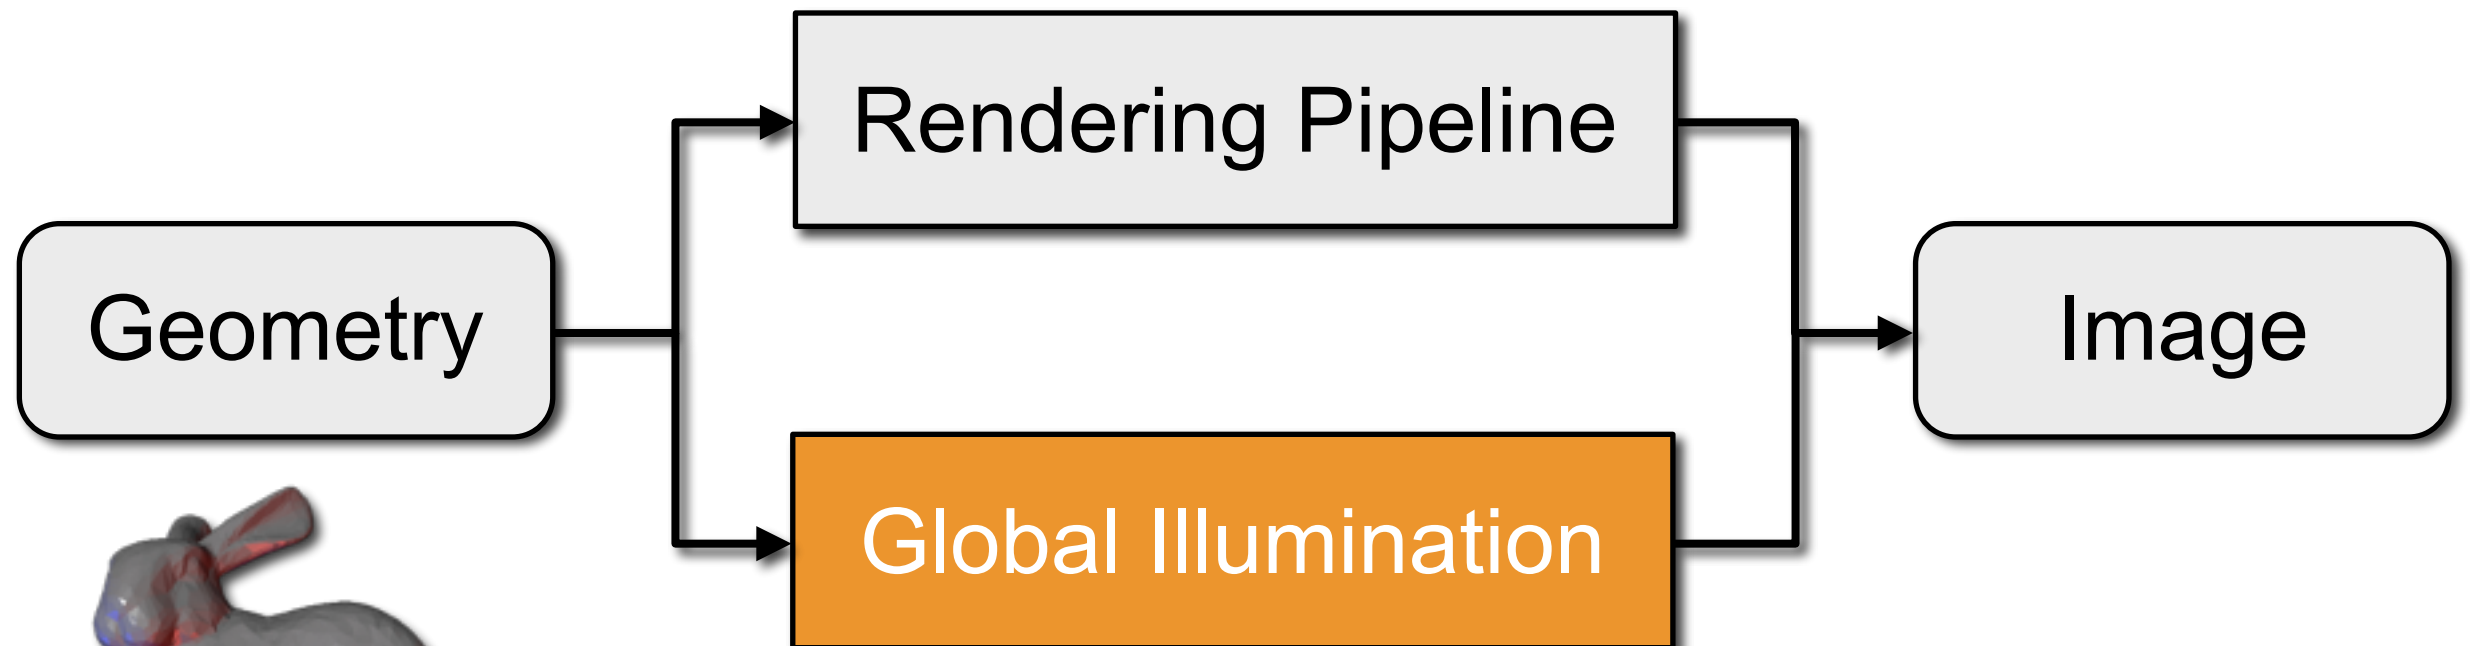 Rendering Pipeline
Geometry
Image
Global Illumination